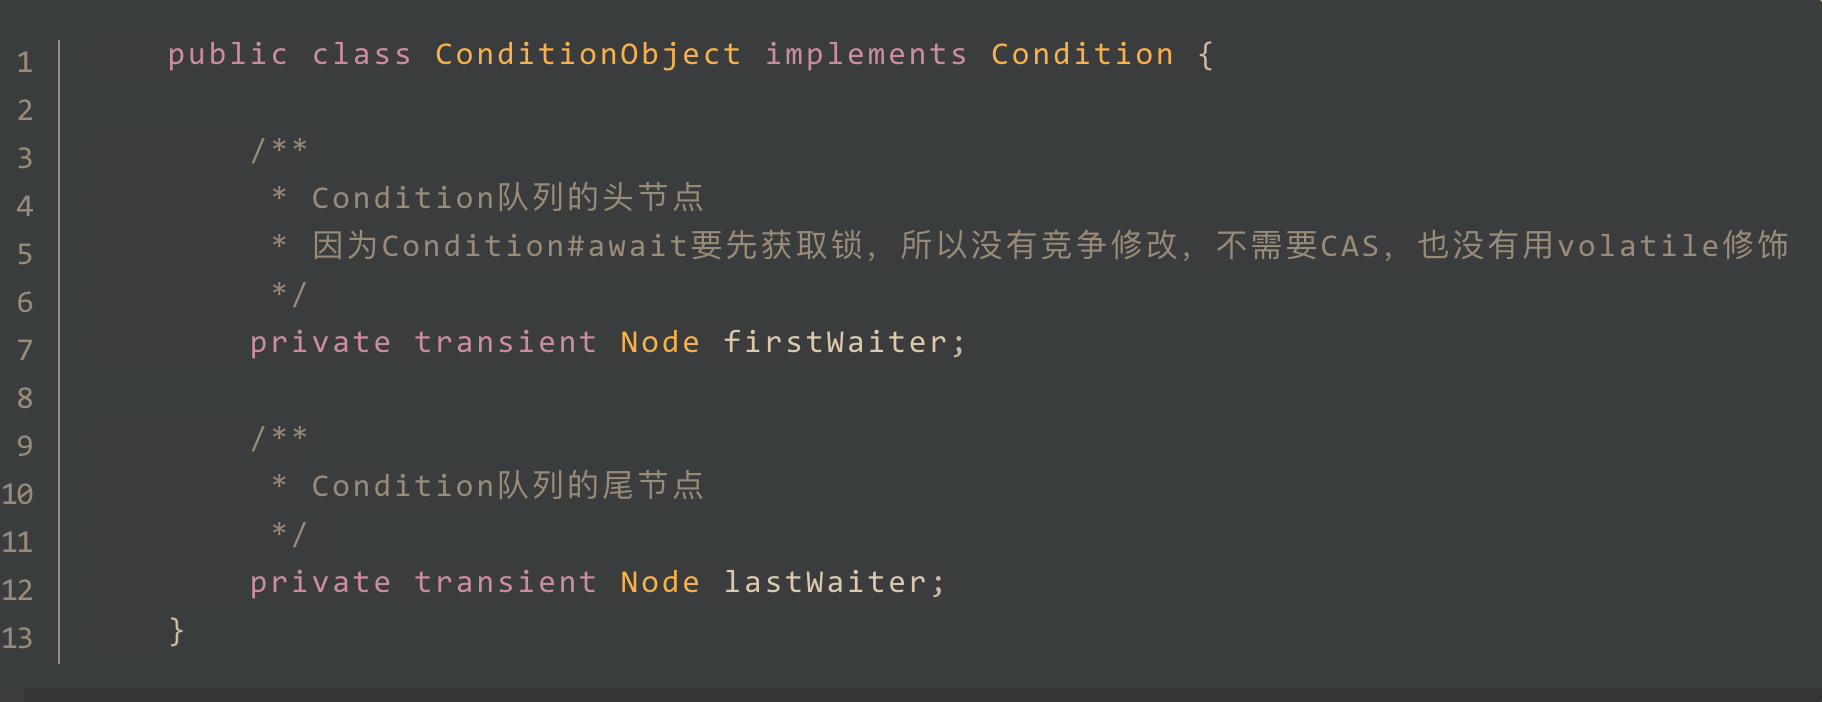 1 public class ConditionObject implements Condition {
2
3 /**
4 * Condition队列的头节点
5 * 因为Condition#await要先获取锁，所以没有竞争修改，不需要CAS，也没有用volatile修饰
6 */
7 private transient Node firstWaiter;
8
9 /**
10 * Condition队列的尾节点
11 */
12 private transient Node lastWaiter;
13 }